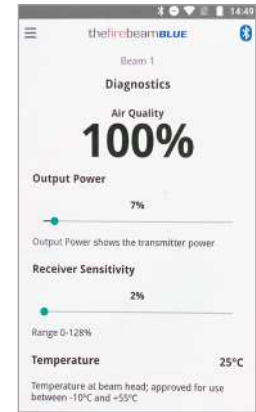 14:49
thefirebeamBLUE
Beam 1
Diagnostics
Air Quality
100%
Output Power
7%
Output Power shows the transmitter power
Receiver Sensitivity
2%
Range 0-128%
Temperature 25°C
Temperature at beam head; approved for use
between -10°C and +55°C